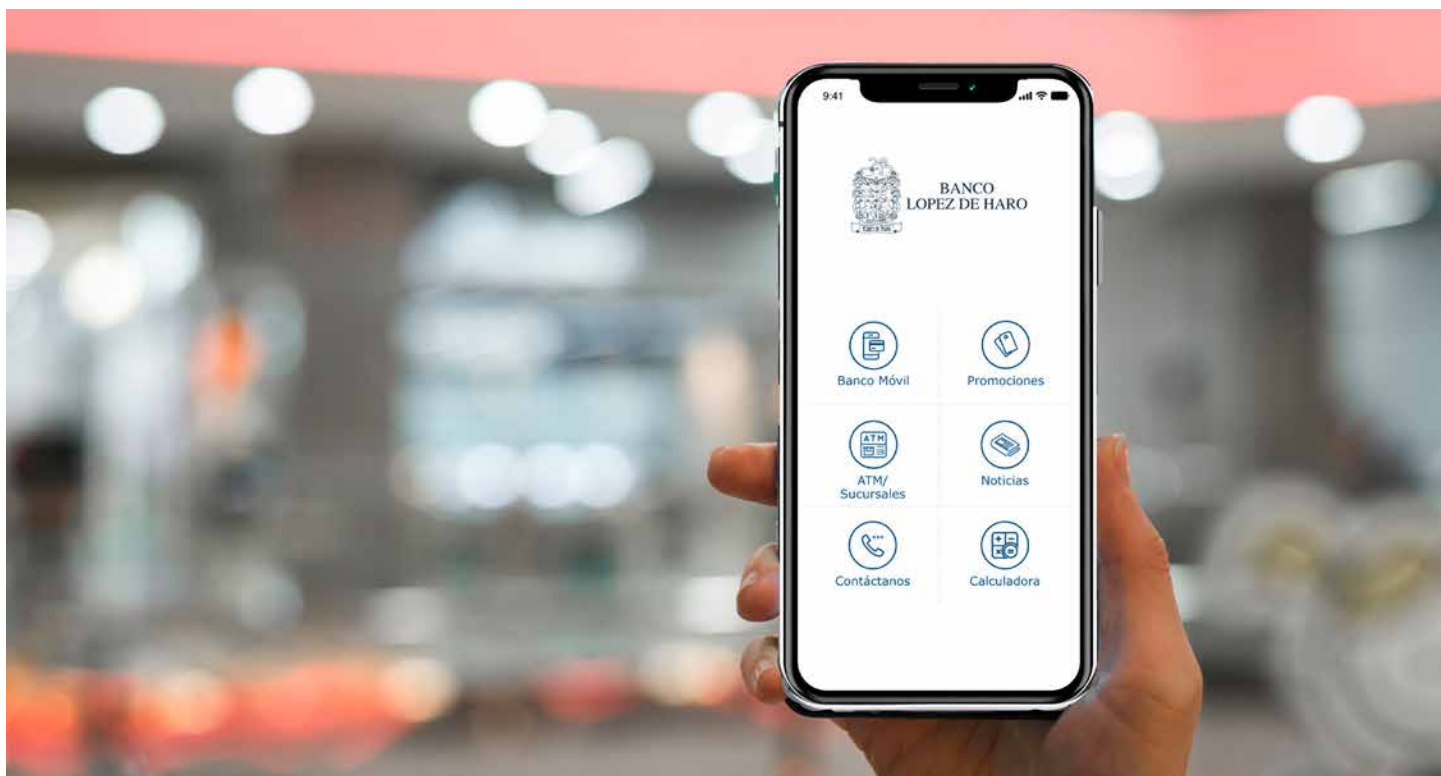 9:41
BANCO
LOPEZ DE HARO
Banco Móvil
Promociones
ATM
ATM/
Sucursales
Noticias
Contáctanos
Calculadora